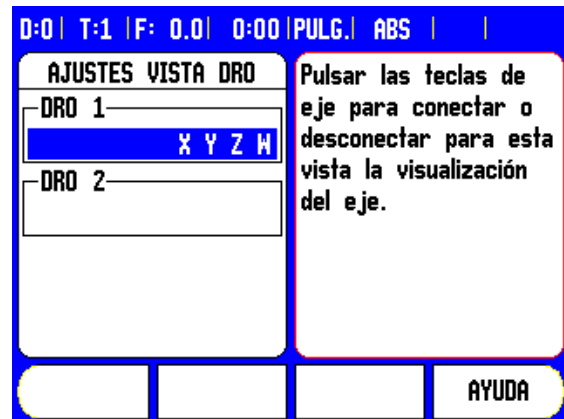 D:0 | T:1 | F: 0.0 | 0:00 | PULG. | ABS | |
AJUSTES VISTA DRO
DRO 1
X Y Z W
DRO 2
Pulsar las teclas de
eje para conectar o
desconectar para esta
vista la visualización
del eje.
AYUDA